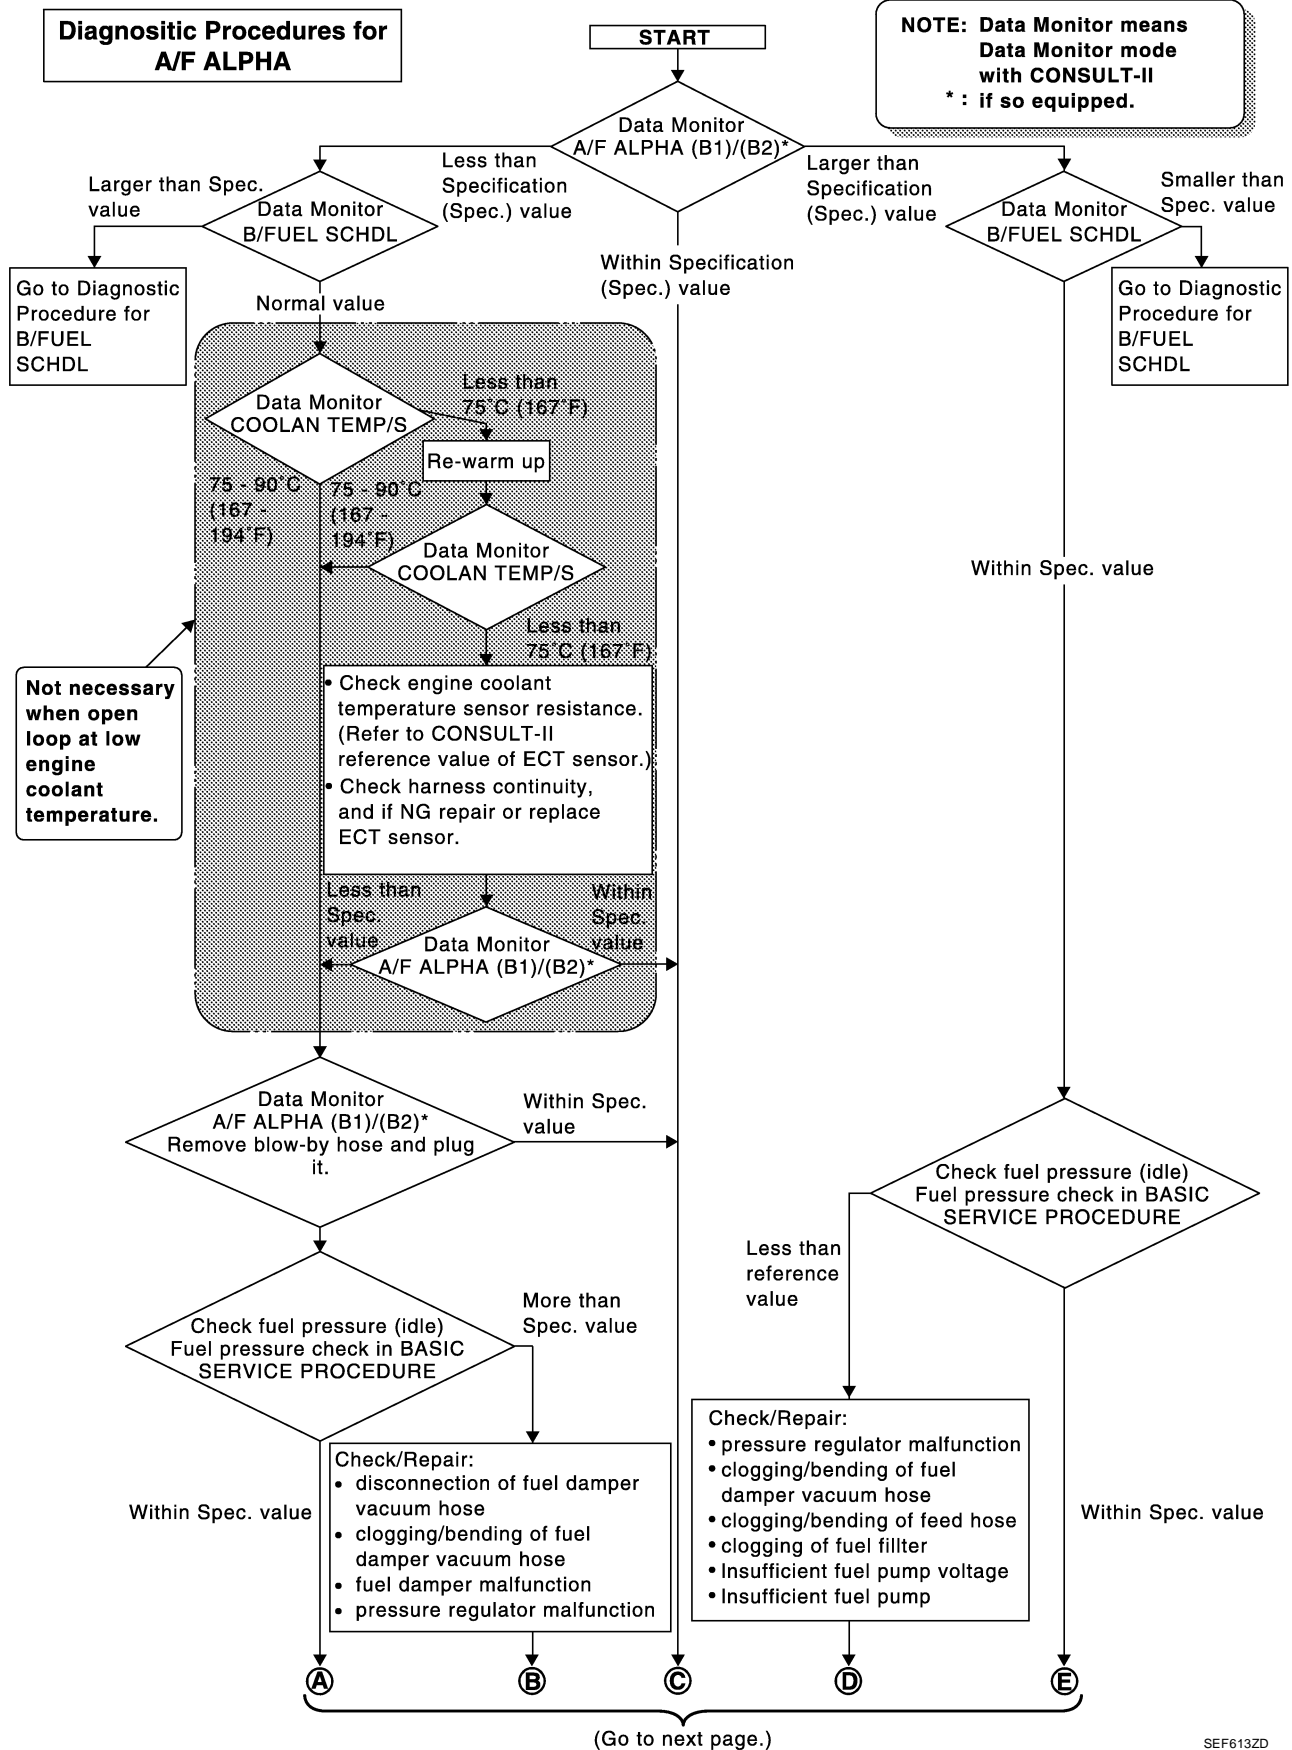 Diagnositic Procedures for
A/F ALPHA
START
NOTE: Data Monitor means
Data Monitor mode
with CONSULT-II
* : if so equipped.
Data Monitor
A/F ALPHA (B1)/(B2)*
Less than
Specification
(Spec.) value
Larger than
Specification
(Spec.) value
Within Specification
(Spec.) value
Larger than Spec.
value
Data Monitor
B/FUEL SCHDL
Data Monitor
B/FUEL SCHDL
Smaller than
Spec. value
Go to Diagnostic
Procedure for
B/FUEL
SCHDL
Normal value
Go to Diagnostic
Procedure for
B/FUEL
SCHDL
Data Monitor
COOLAN TEMP/S
Less than
75˚C (167˚F)
Re-warm up
75 - 90˚C
(167 -
194˚F)
75 - 90˚C
(167 -
194˚F)
Data Monitor
COOLAN TEMP/S
Within Spec. value
Less than
75˚C (167˚F)
Not necessary
when open
loop at low
engine
coolant
temperature.
• Check engine coolant
temperature sensor resistance.
(Refer to CONSULT-II
reference value of ECT sensor.)
• Check harness continuity,
and if NG repair or replace
ECT sensor.
Less than
Spec.
value
Within
Spec.
value
Data Monitor
A/F ALPHA (B1)/(B2)*
Data Monitor
A/F ALPHA (B1)/(B2)*
Remove blow-by hose and plug
it.
Within Spec.
value
Check fuel pressure (idle)
Fuel pressure check in BASIC
SERVICE PROCEDURE
Less than
reference
value
Check fuel pressure (idle)
Fuel pressure check in BASIC
SERVICE PROCEDURE
More than
Spec. value
Within Spec. value
Check/Repair:
• disconnection of fuel damper
vacuum hose
• clogging/bending of fuel
damper vacuum hose
• fuel damper malfunction
• pressure regulator malfunction
Check/Repair:
• pressure regulator malfunction
• clogging/bending of fuel
damper vacuum hose
• clogging/bending of feed hose
• clogging of fuel fillter
• Insufficient fuel pump voltage
• Insufficient fuel pump
Within Spec. value
A B C D E
(Go to next page.)
SEF613ZD